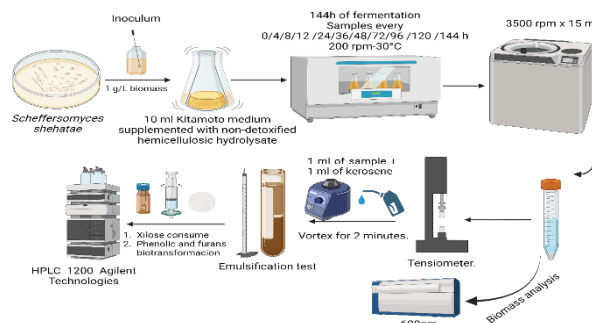 Inoculum
1 g/L biomass
Scheffersomyces
shehatae
10 ml Kitamoto medium
supplemented with non-detoxified
hemicellulosic hydrolysate
144h of fermentation
Samples every
0/4/8/12 /24/36/48/72/96 /120 /144 h
200 rpm-30°C
3500 rpm x 15 m
HPLC 1200 Agilent
Technologies
1. Xilose consume
2. Phenolic and furans
biotransformacion
Emulsification test
1 ml of sample +
1 ml of kerosene
Vortex for 2 minutes.
Tensiometer.
Biomass analysis
600nm